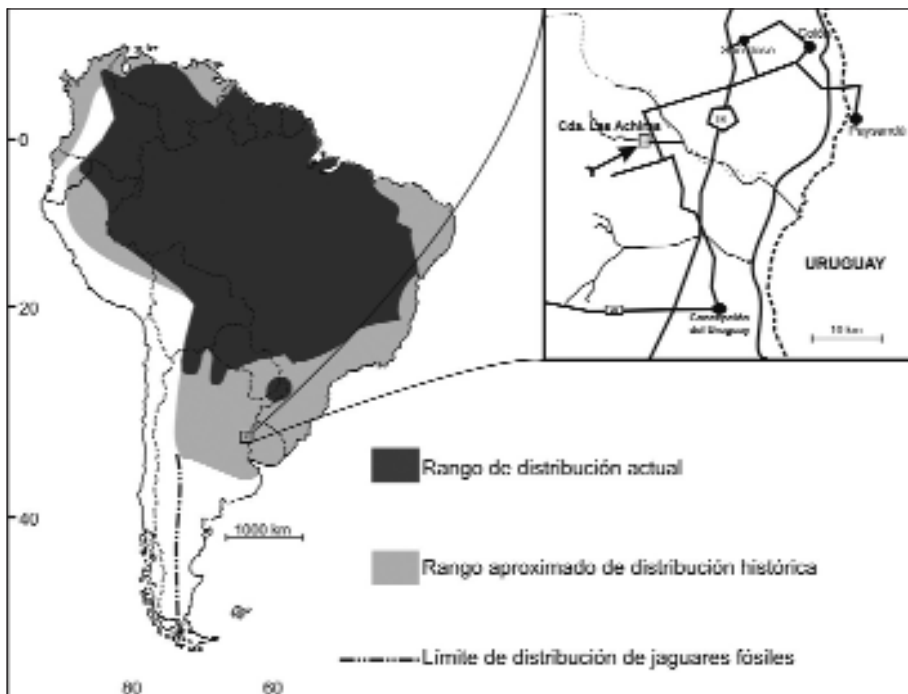 0
20
40
80
60
1000 km
Colón
Cda. Las Achiras
Paysandú
URUGUAY
Concepción
del Uruguay
10 km
Rango de distribución actual
Rango aproximado de distribución histórica
Límite de distribución de jaguares fósiles